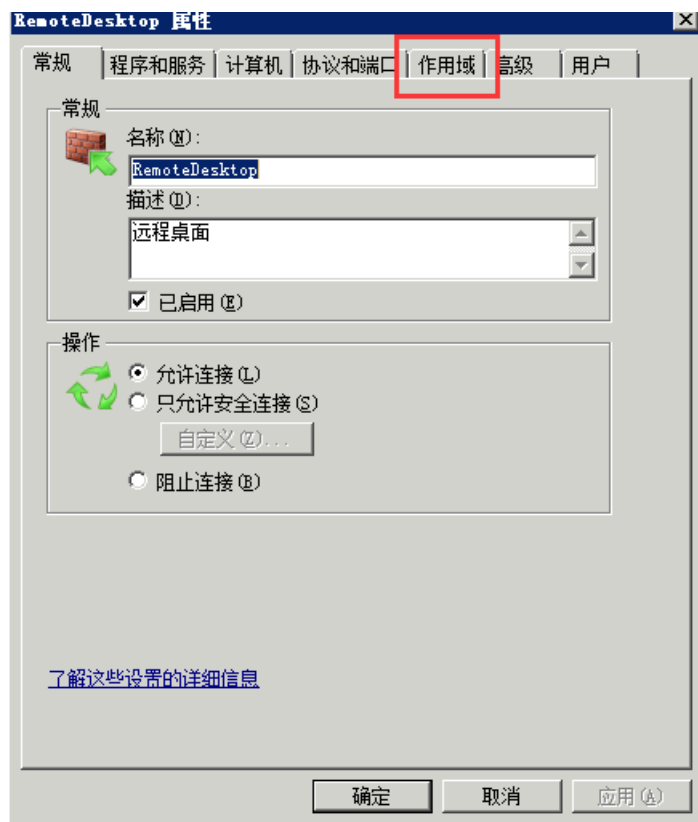 RemoteDesktop 属性
常规 程序和服务 计算机 协议和端口 作用域 高级 用户
常规
名称(N):
RemoteDesktop
描述(D):
远程桌面
已启用(E)
操作
允许连接(L)
只允许安全连接(S)
自定义(Z)...
阻止连接(B)
了解这些设置的详细信息
确定 取消 应用(A)